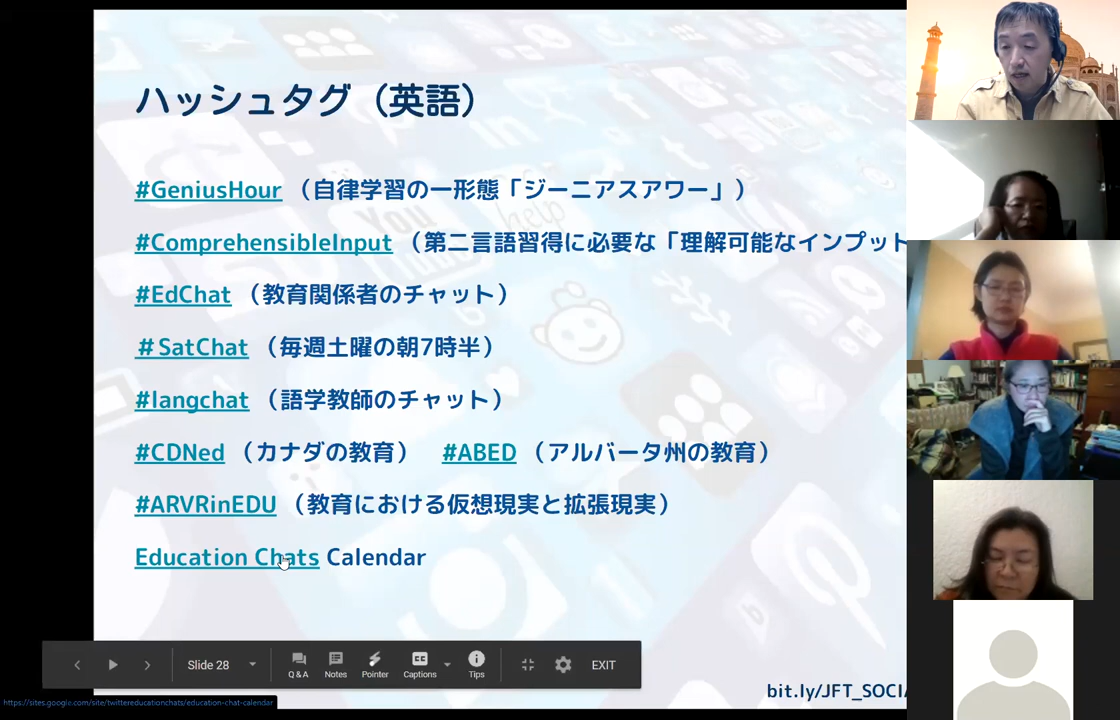 ハッシュタグ（英語）
#GeniusHour （自律学習の一形態「ジーニアスアワー」）
#ComprehensibleInput （第二言語習得に必要な「理解可能なインプット
#EdChat （教育関係者のチャット）
＃SatChat （毎週土曜の朝7時半）
#langchat （語学教師のチャット）
#CDNed （カナダの教育） #ABED （アルバータ州の教育）
#ARVRinEDU （教育における仮想現実と拡張現実）
Education Chats Calendar
Slide 28
Q & A Notes Pointer Captions Tips EXIT
bit.ly/JFT_SOCI
https://sites.google.com/site/twittereducationchats/education-chat-calendar